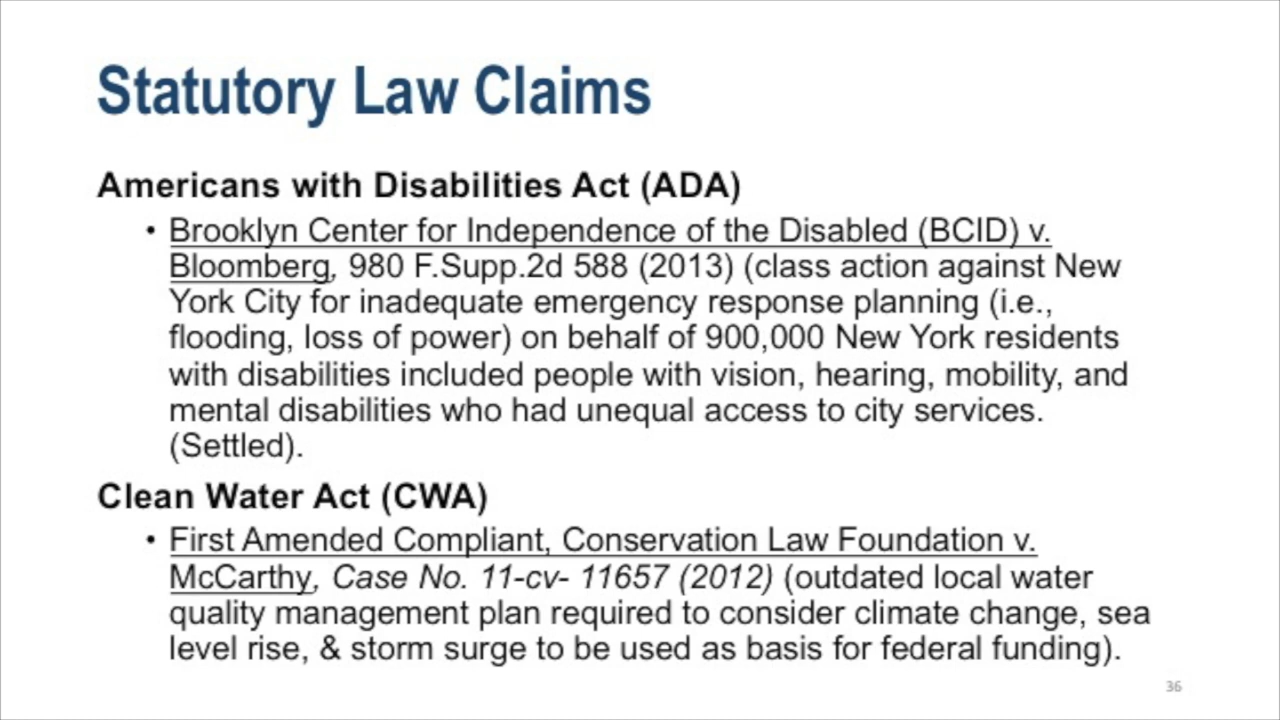 Statutory Law Claims
Americans with Disabilities Act (ADA)
• Brooklyn Center for Independence of the Disabled (BCID) v.
Bloomberg, 980 F.Supp.2d 588 (2013) (class action against New
York City for inadequate emergency response planning (i.e.,
flooding, loss of power) on behalf of 900,000 New York residents
with disabilities included people with vision, hearing, mobility, and
mental disabilities who had unequal access to city services.
(Settled).
Clean Water Act (CWA)
• First Amended Compliant, Conservation Law Foundation v.
McCarthy, Case No. 11-cv- 11657 (2012) (outdated local water
quality management plan required to consider climate change, sea
level rise, & storm surge to be used as basis for federal funding).
36